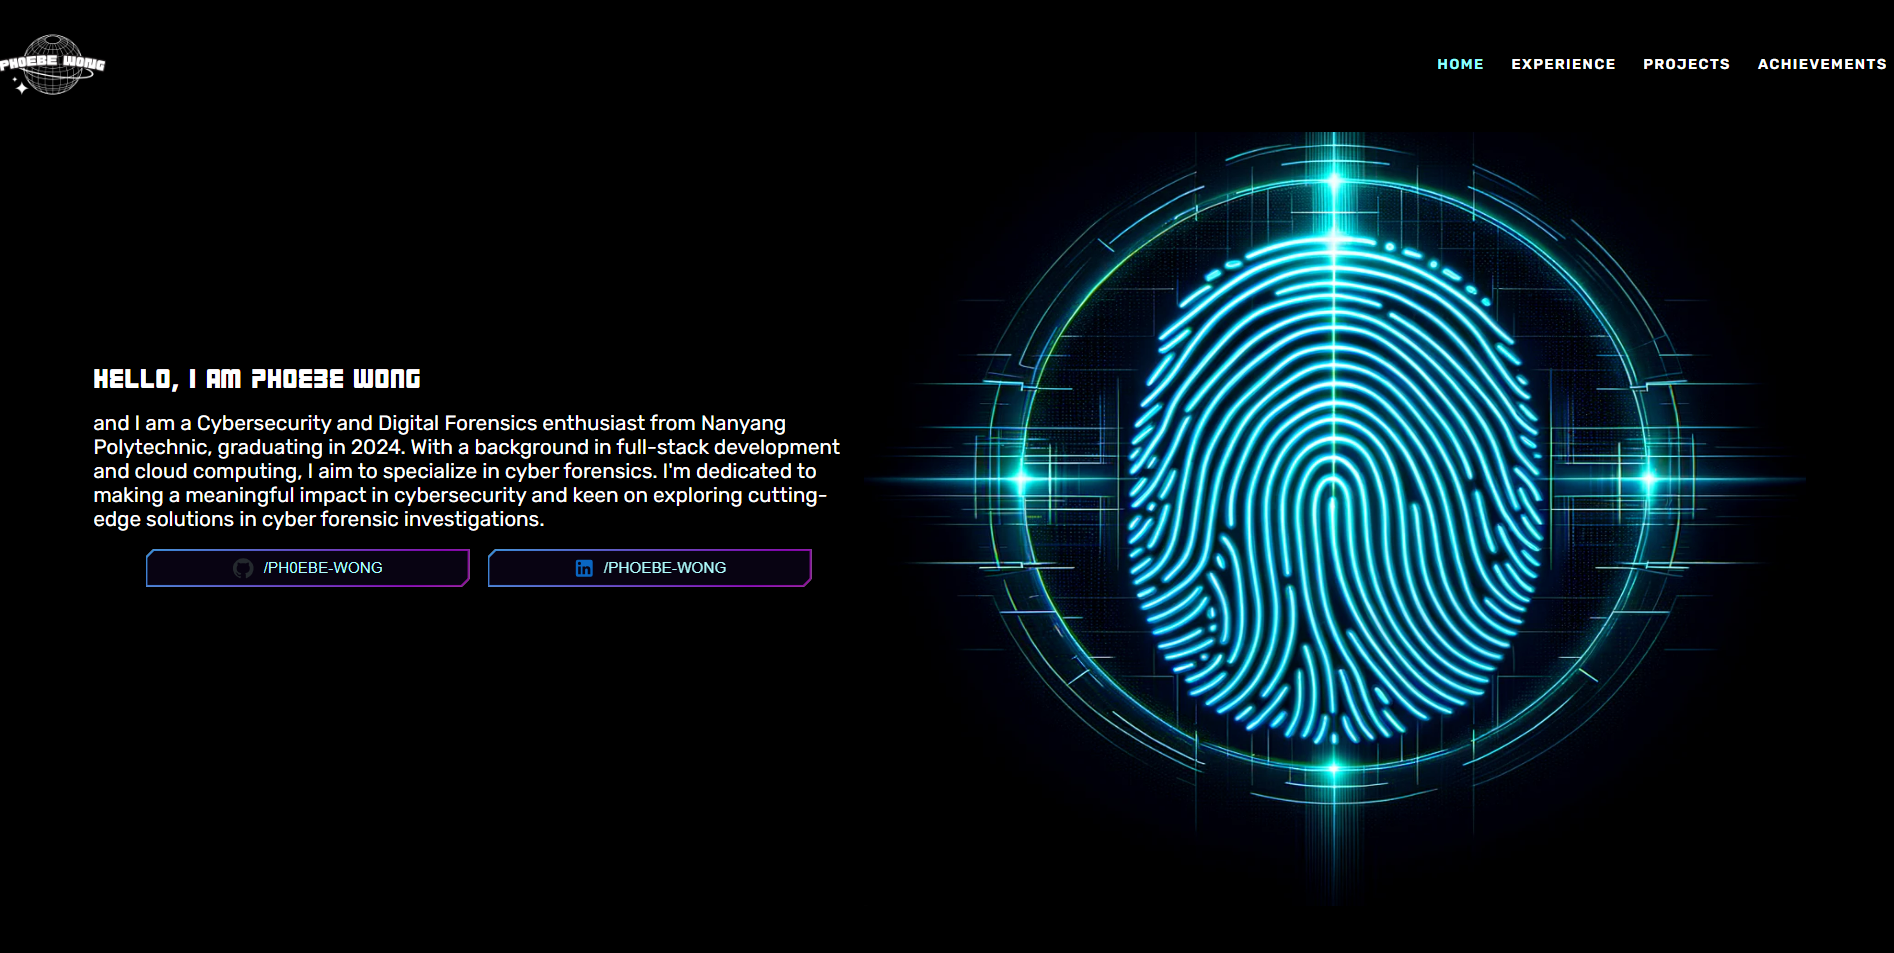 PHOEBE WONG
HOME EXPERIENCE PROJECTS ACHIEVEMENTS
HELLO, I AM PHOEBE WONG
and I am a Cybersecurity and Digital Forensics enthusiast from Nanyang
Polytechnic, graduating in 2024. With a background in full-stack development
and cloud computing, I aim to specialize in cyber forensics. I'm dedicated to
making a meaningful impact in cybersecurity and keen on exploring cutting-
edge solutions in cyber forensic investigations.
/PH0EBE-WONG
in /PHOEBE-WONG